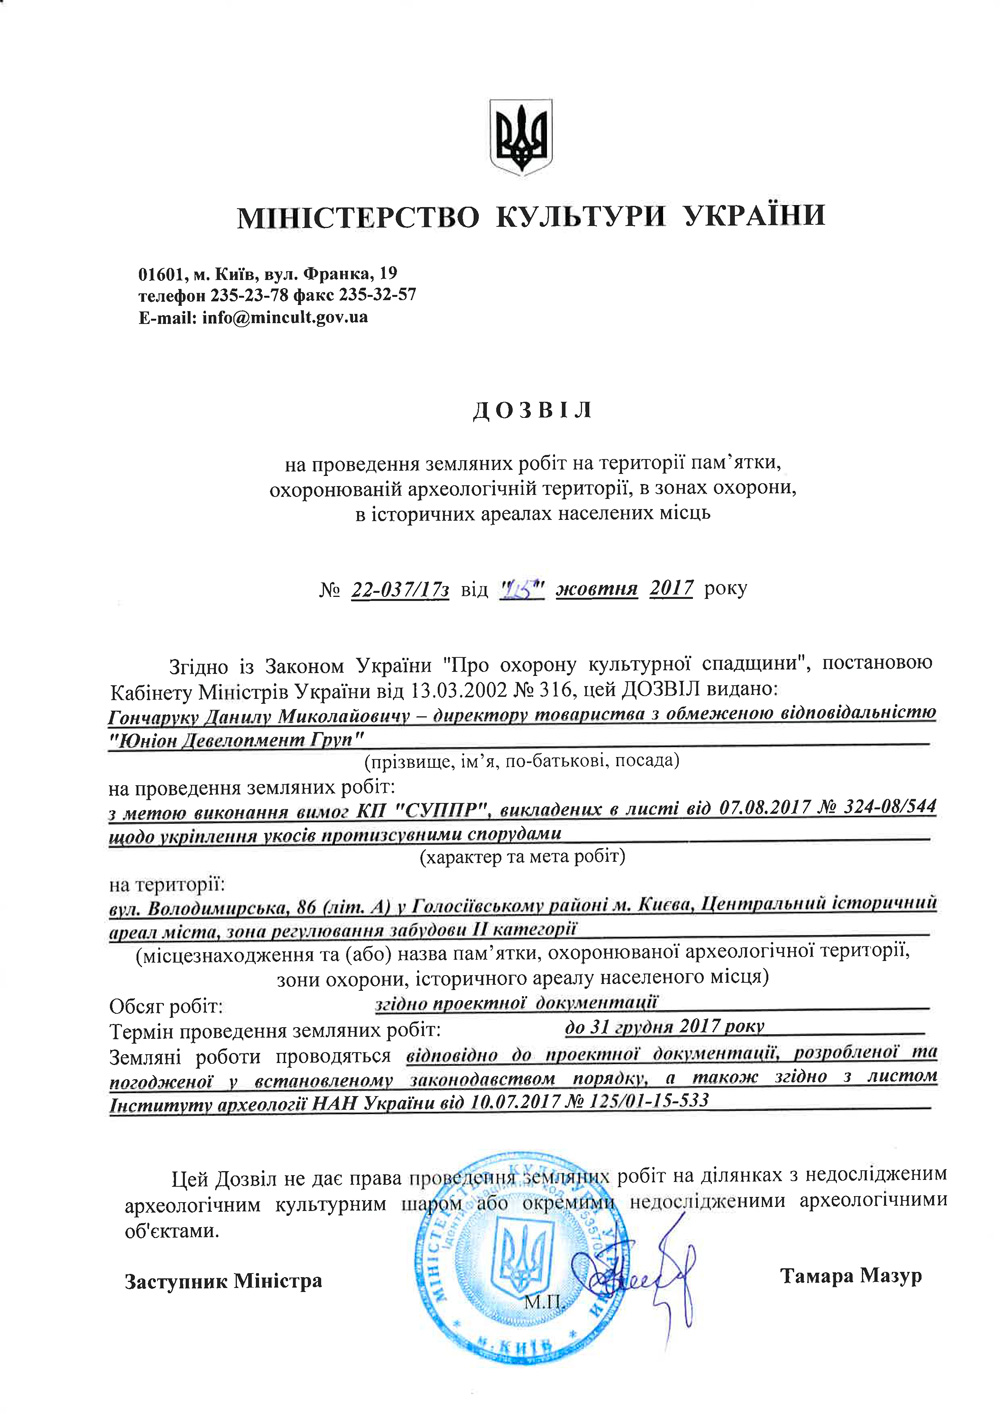 МІНІСТЕРСТВО КУЛЬТУРИ УКРАЇНИ
01601, м. Київ, вул. Франка, 19
телефон 235-23-78 факс 235-32-57
E-mail: info@mincult.gov.ua
ДОЗВІЛ
на проведення земляних робіт на території пам’ятки,
охоронюваній археологічній території, в зонах охорони,
в історичних ареалах населених місць
№ 22-037/17з від "" жовтня 2017 року
Згідно із Законом України "Про охорону культурної спадщини", постановою
Кабінету Міністрів України від 13.03.2002 № 316, цей ДОЗВІЛ видано:
Гончаруку Данилу Миколайовичу – директору товариства з обмеженою відповідальністю
"Юніон Девелопмент Груп"
(прізвище, ім’я, по-батькові, посада)
на проведення земляних робіт:
з метою виконання вимог КП "СУППР", викладених в листі від 07.08.2017 № 324-08/544
щодо укріплення укосів протизсувними спорудами
(характер та мета робіт)
на території:
вул. Володимирська, 86 (літ. А) у Голосіївському районі м. Києва, Центральний історичний
ареал міста, зона регулювання забудови ІІ категорії
(місцезнаходження та (або) назва пам’ятки, охоронюваної археологічної території,
зони охорони, історичного ареалу населеного місця)
Обсяг робіт: згідно проектної документації
Термін проведення земляних робіт: до 31 грудня 2017 року
Земляні роботи проводяться відповідно до проектної документації, розробленої та
погодженої у встановленому законодавством порядку, а також згідно з листом
Інституту археології НАН України від 10.07.2017 № 125/01-15-533
Цей Дозвіл не дає права проведення земляних робіт на ділянках з недослідженим
археологічним культурним шаром або окремими недослідженими археологічними
об'єктами.
Заступник Міністра Тамара Мазур
М.П.
МІНІСТЕРСТВО КУЛЬТУРИ УКРАЇНИ
Ідентифікаційний код
* м. КИЇВ *